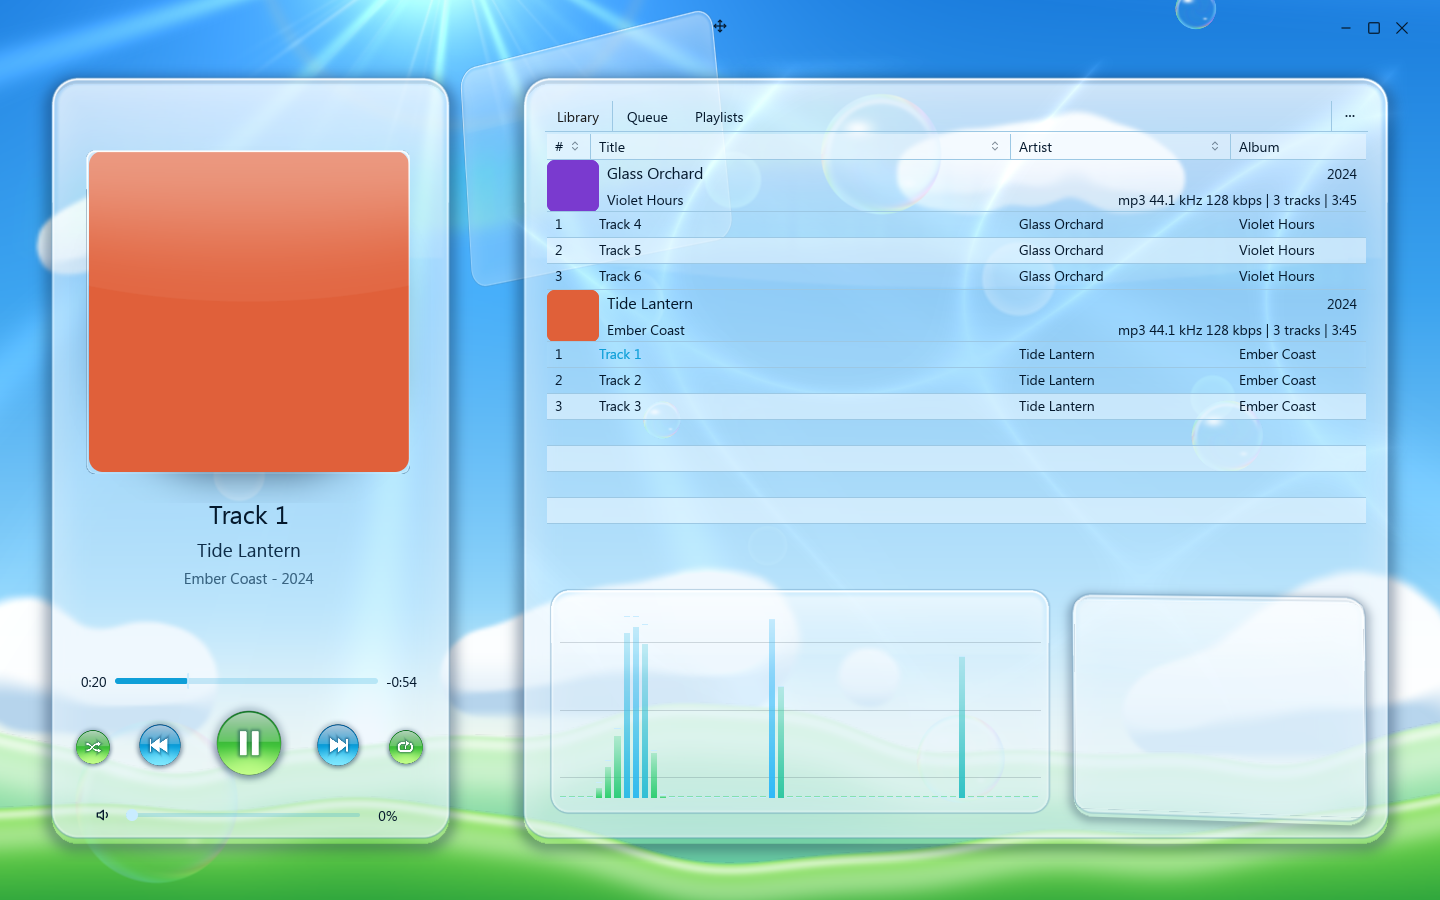 Library Queue Playlists ...
# Title Artist Album
Glass Orchard 2024
Violet Hours mp3 44.1 kHz 128 kbps | 3 tracks | 3:45
1 Track 4 Glass Orchard Violet Hours
2 Track 5 Glass Orchard Violet Hours
3 Track 6 Glass Orchard Violet Hours
Tide Lantern 2024
Ember Coast mp3 44.1 kHz 128 kbps | 3 tracks | 3:45
1 Track 1 Tide Lantern Ember Coast
2 Track 2 Tide Lantern Ember Coast
3 Track 3 Tide Lantern Ember Coast
Track 1
Tide Lantern
Ember Coast - 2024
0:20 -0:54
0%